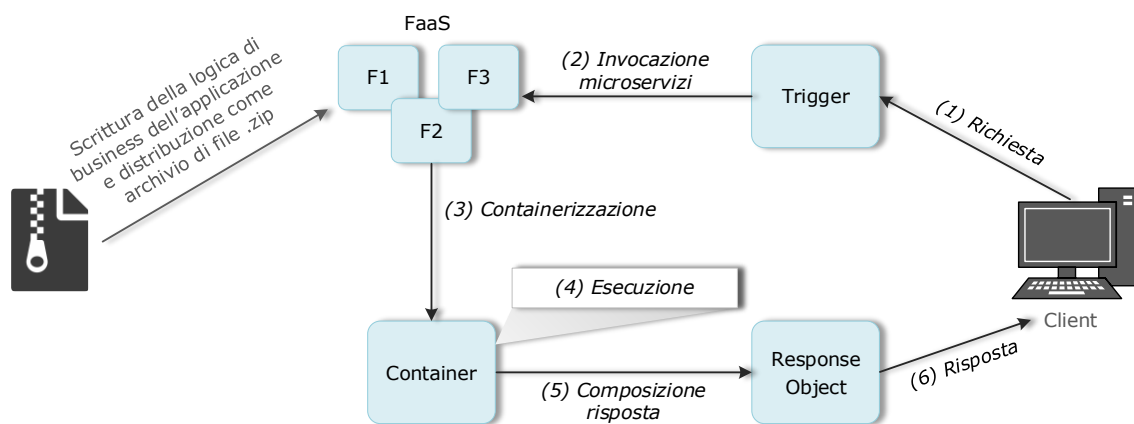 FaaS
Scrittura della logica di
business dell’applicazione
e distribuzione come
archivio di file .zip
F1
F3
F2
(2) Invocazione
microservizi
Trigger
(1) Richiesta
(3) Containerizzazione
(4) Esecuzione
Client
Container
(5) Composizione
risposta
Response
Object
(6) Risposta